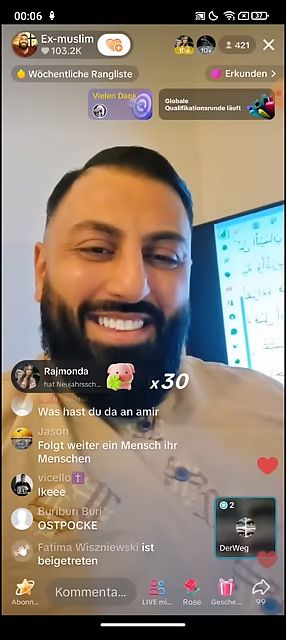 00:06
37
Ex-muslim
103.2K
10+
421
Wöchentliche Rangliste
Erkunden >
Vielen Dank
Globale
Qualifikationsrunde läuft
Rajmonda
hat Neujahrssch...
x30
Was hast du da an amir
Jason
Folgt weiter ein Mensch ihr
Menschen
vicello
Ikeee
Buriburi Buri
OSTPOCKE
Fatima Wiszniewski ist
beigetreten
2
DerWeg
Abonn...
Kommenta...
LIVE mi...
Rose
Gesche...
99